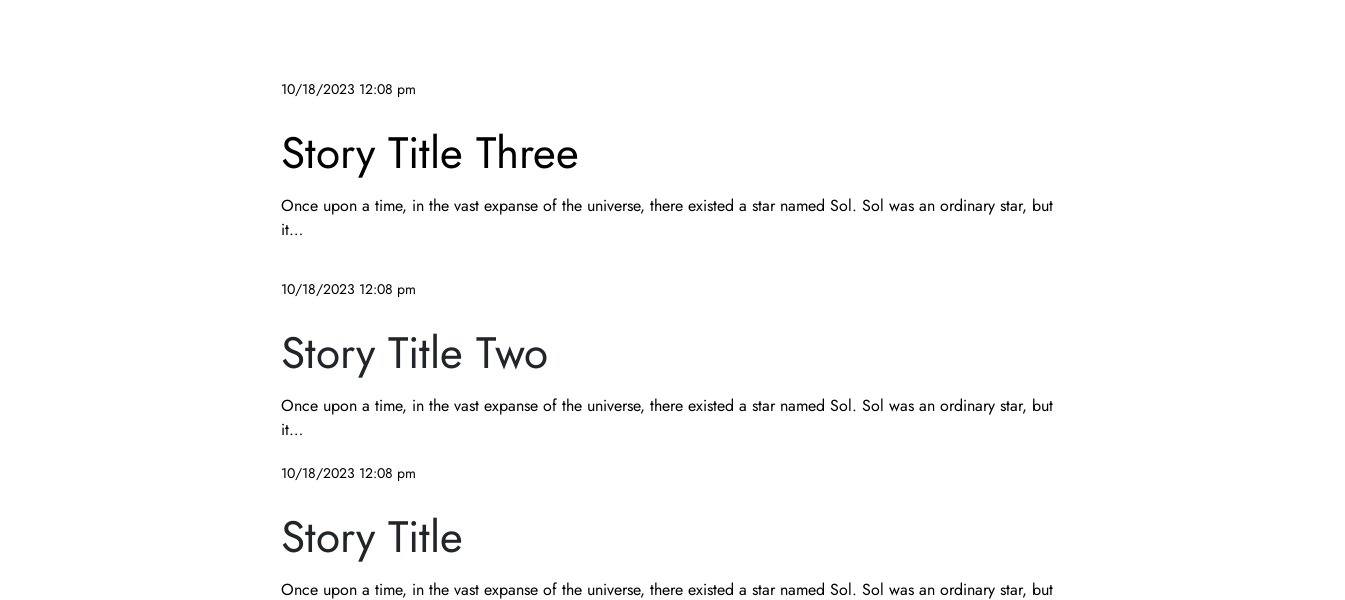 10/18/2023 12:08 pm
Story Title Three
Once upon a time, in the vast expanse of the universe, there existed a star named Sol. Sol was an ordinary star, but
it...
10/18/2023 12:08 pm
Story Title Two
Once upon a time, in the vast expanse of the universe, there existed a star named Sol. Sol was an ordinary star, but
it...
10/18/2023 12:08 pm
Story Title
Once upon a time, in the vast expanse of the universe, there existed a star named Sol. Sol was an ordinary star, but